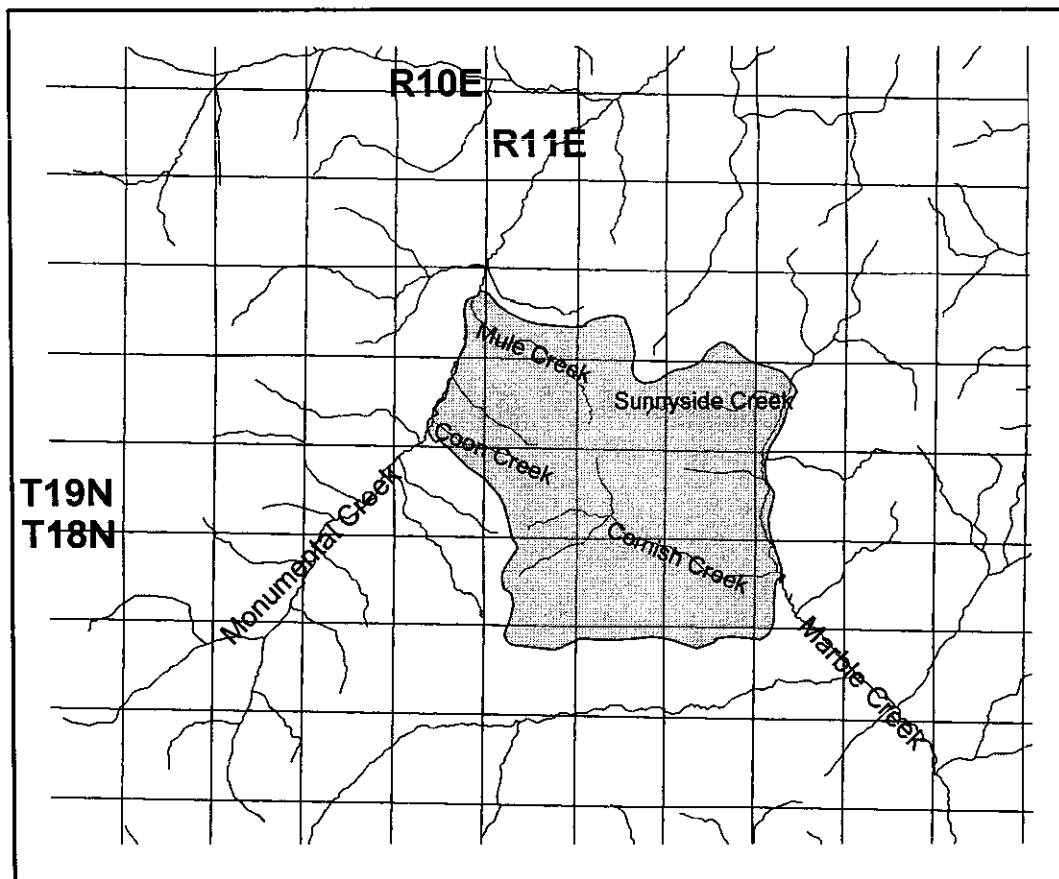 R10E
R11E
Mule Creek
Sunnyside Creek
Coon Creek
T19N
T18N
Monumental Creek
Cornish Creek
Marble Creek